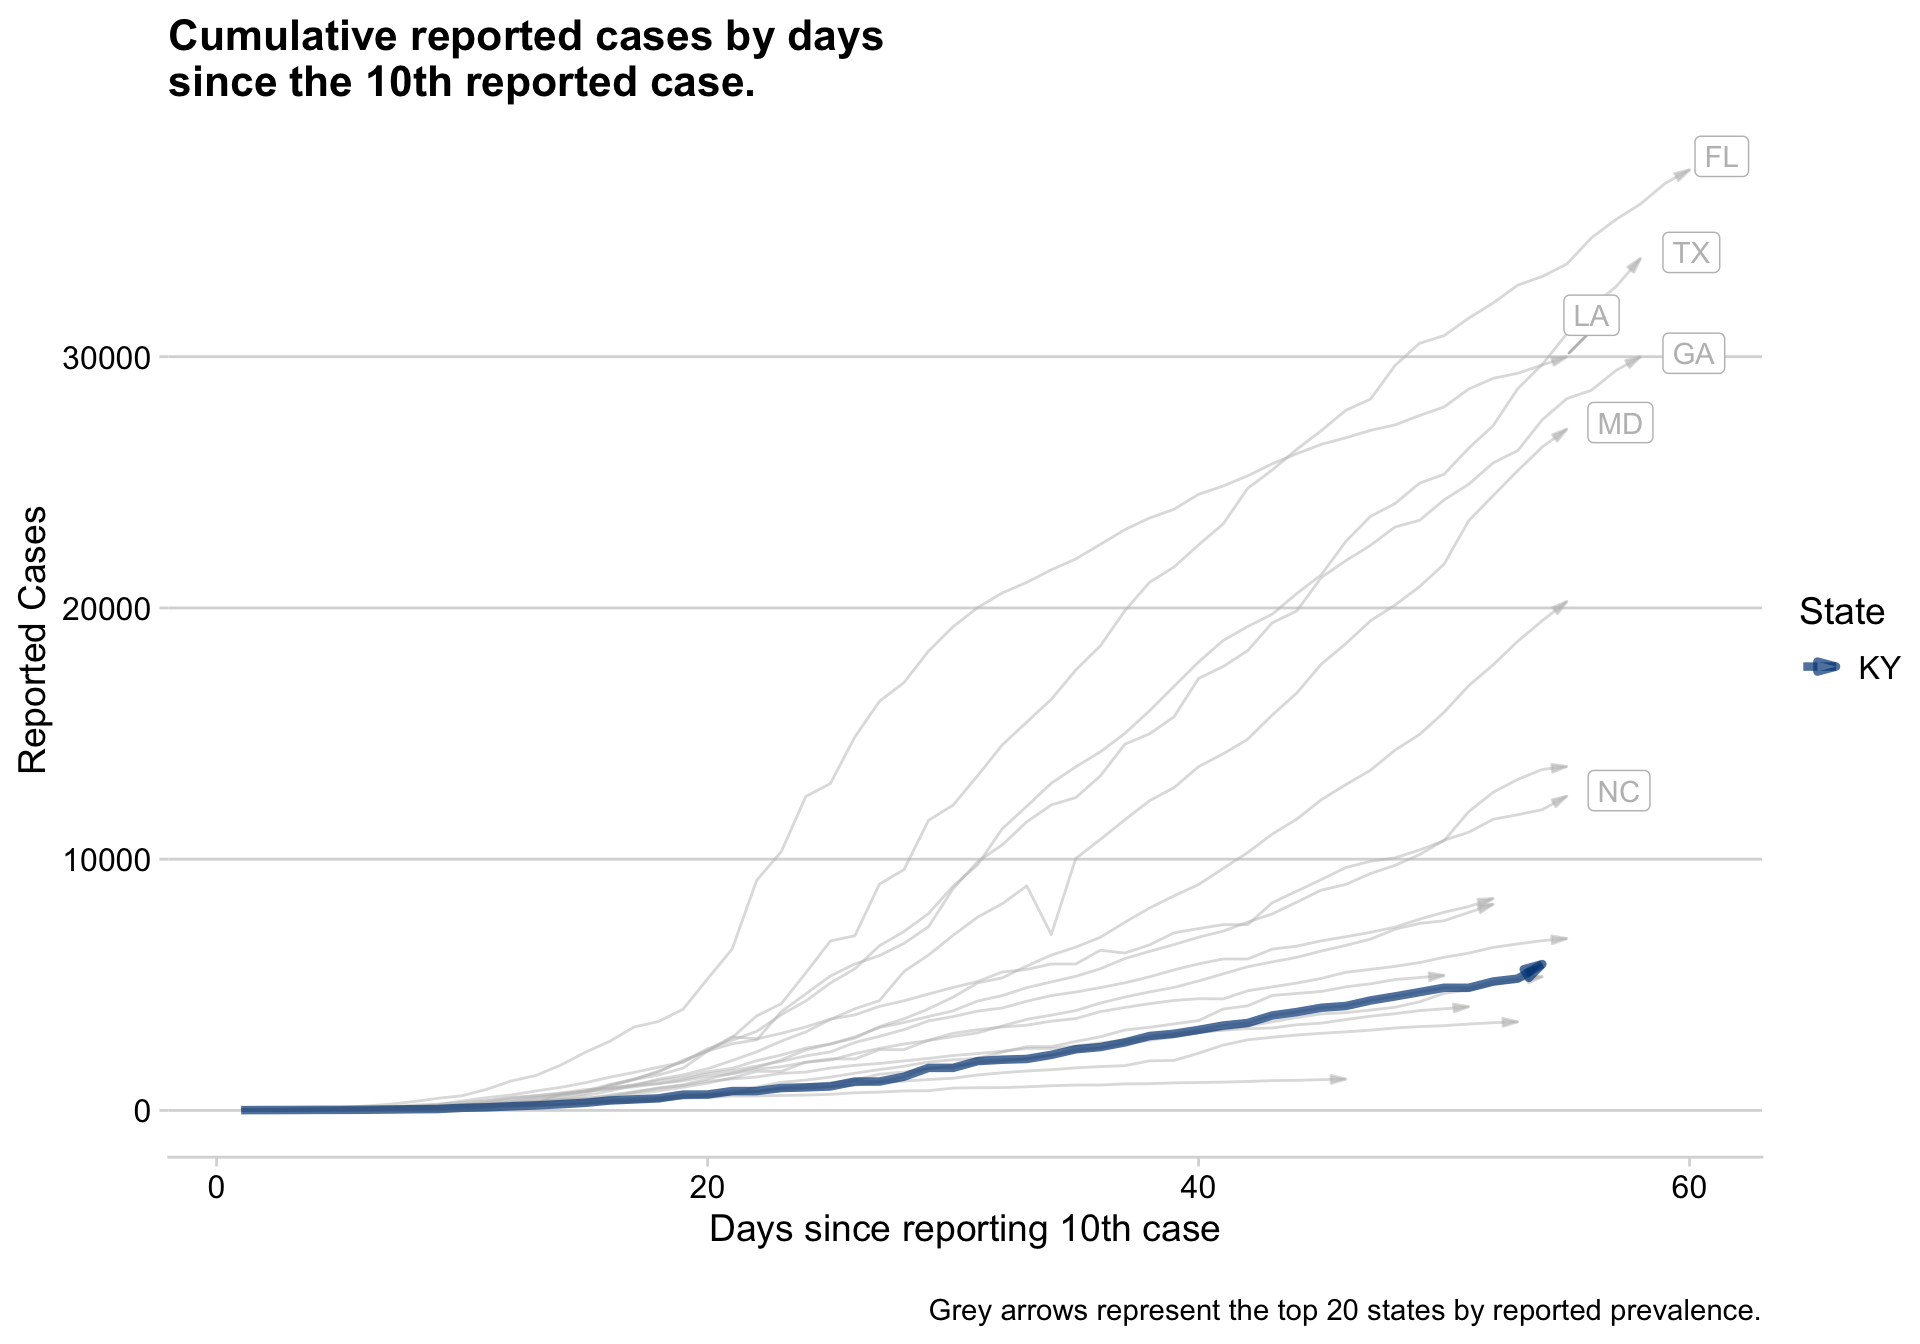 Cumulative reported cases by days
since the 10th reported case.
FL
TX
LA
GA
MD
NC
30000
20000
10000
0
Reported Cases
0 20 40 60
Days since reporting 10th case
State
KY
Grey arrows represent the top 20 states by reported prevalence.